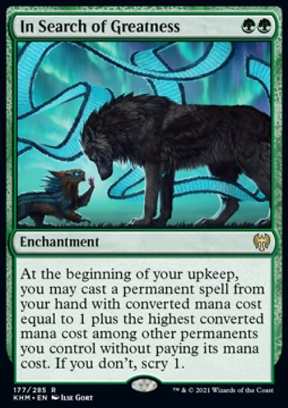 In Search of Greatness
Enchantment
At the beginning of your upkeep,
you may cast a permanent spell from
your hand with converted mana cost
equal to 1 plus the highest converted
mana cost among other permanents
you control without paying its mana
cost. If you don't, scry 1.
177/285 R
KHM • EN ILSE GORT
™ & © 2021 Wizards of the Coast